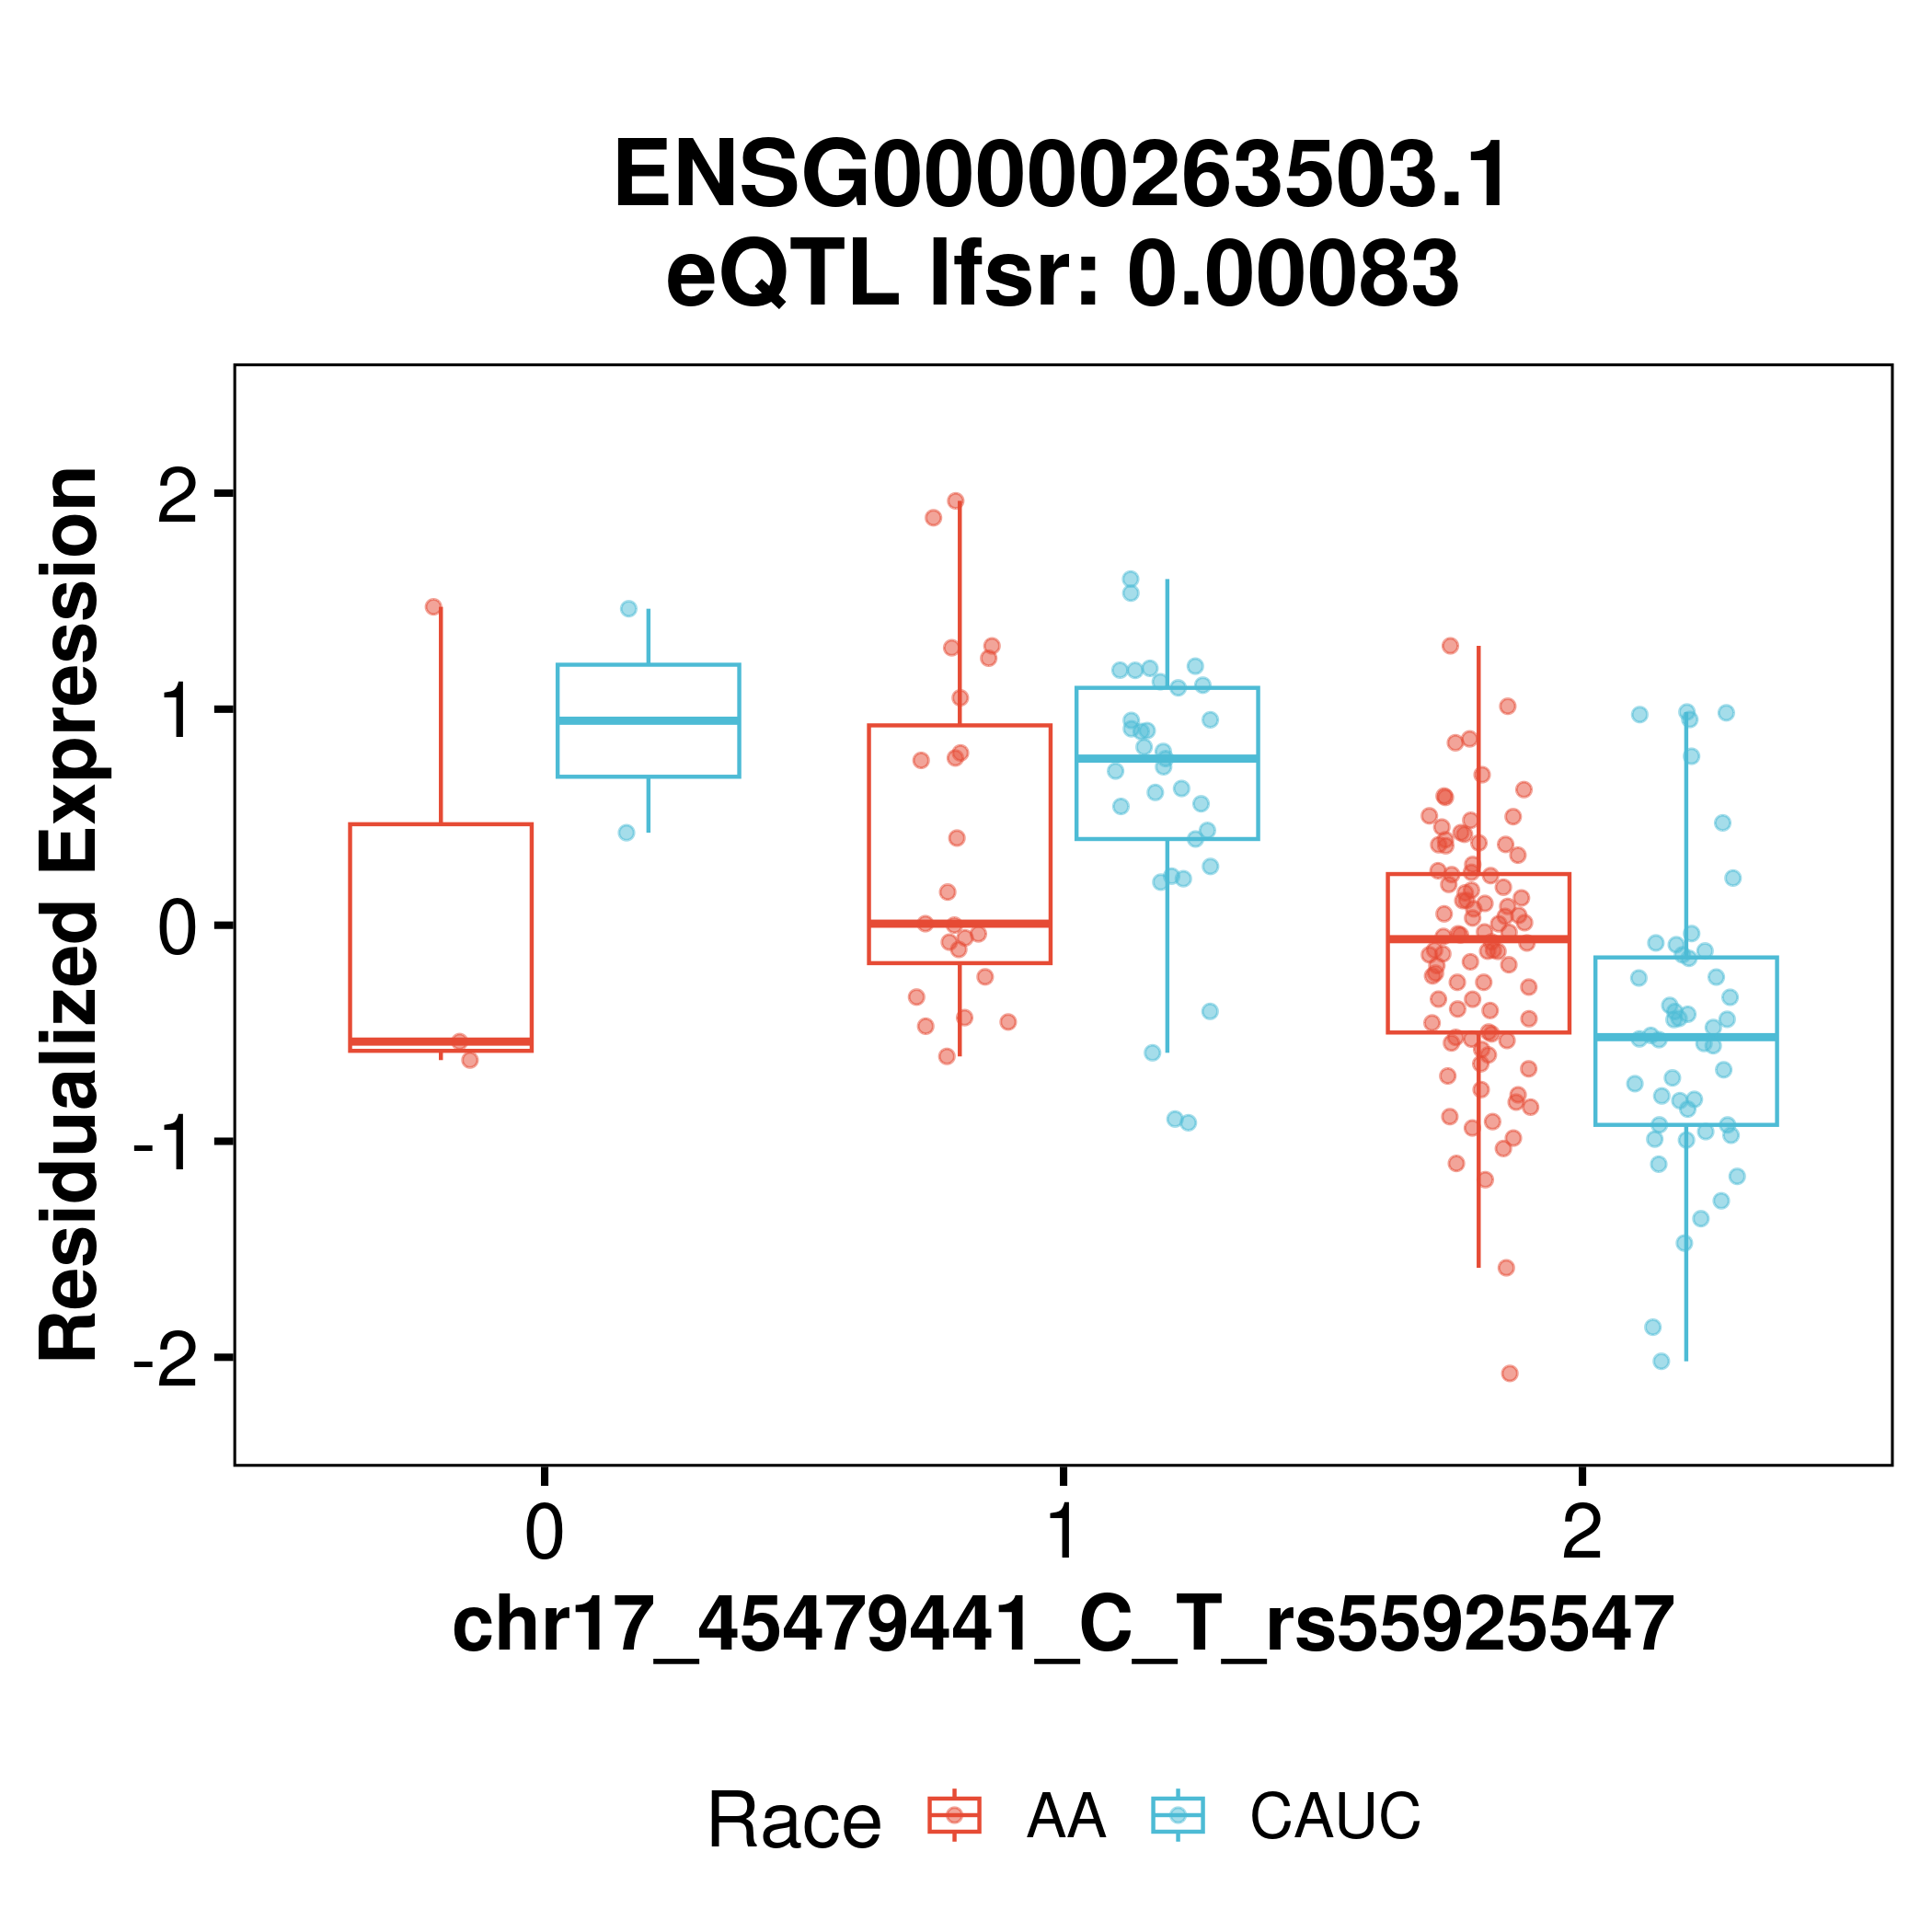 ENSG00000263503.1
eQTL lfsr: 0.00083
Residualized Expression
2
1
0
-1
-2
0 1 2
chr17_45479441_C_T_rs55925547
Race AA CAUC